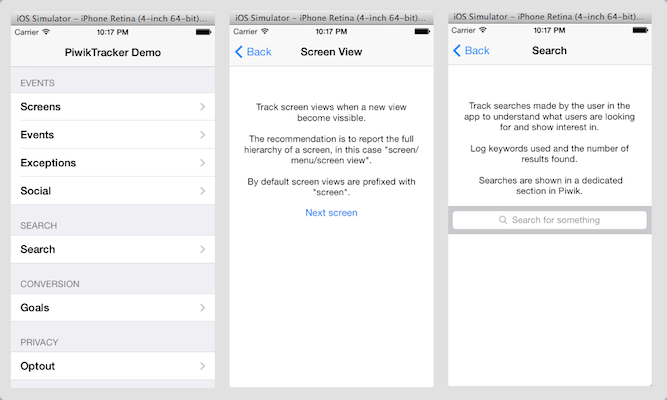 iOS Simulator – iPhone Retina (4-inch 64-bit)...
Carrier 10:17 PM
PiwikTracker Demo
EVENTS
Screens
Events
Exceptions
Social
SEARCH
Search
CONVERSION
Goals
PRIVACY
Optout
iOS Simulator – iPhone Retina (4-inch 64-bit)...
Carrier 10:17 PM
Back Screen View
Track screen views when a new view
become vissible.
The recommendation is to report the full
hierarchy of a screen, in this case "screen/
menu/screen view".
By default screen views are prefixed with
"screen".
Next screen
iOS Simulator – iPhone Retina (4-inch 64-bit)...
Carrier 10:17 PM
Back Search
Track searches made by the user in the
app to understand what users are looking
for and show interest in.
Log keywords used and the number of
results found.
Searches are shown in a dedicated
section in Piwik.
Search for something